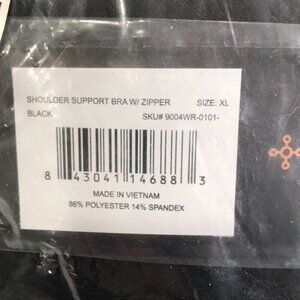 SHOULDER SUPPORT BRA W/ ZIPPER SIZE: XL
BLACK SKU# 9004WR-0101-
8 43041 14688 3
MADE IN VIETNAM
86% POLYESTER 14% SPANDEX